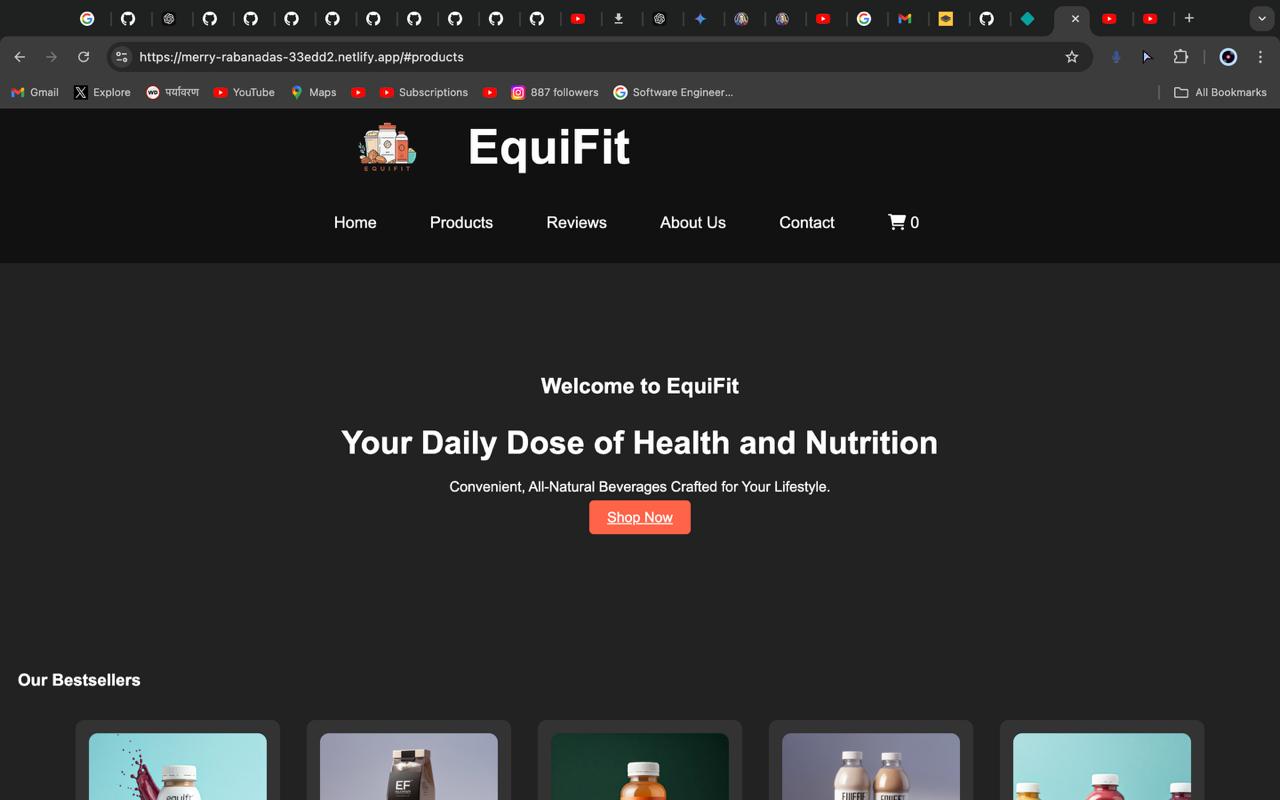 https://merry-rabanadas-33edd2.netlify.app/#products
Gmail
Explore
WD
पर्यावरण
YouTube
Maps
Subscriptions
887 followers
Software Engineer...
All Bookmarks
EQUIFIT
EquiFit
Home
Products
Reviews
About Us
Contact
0
Welcome to EquiFit
Your Daily Dose of Health and Nutrition
Convenient, All-Natural Beverages Crafted for Your Lifestyle.
Shop Now
Our Bestsellers
equifit
EF